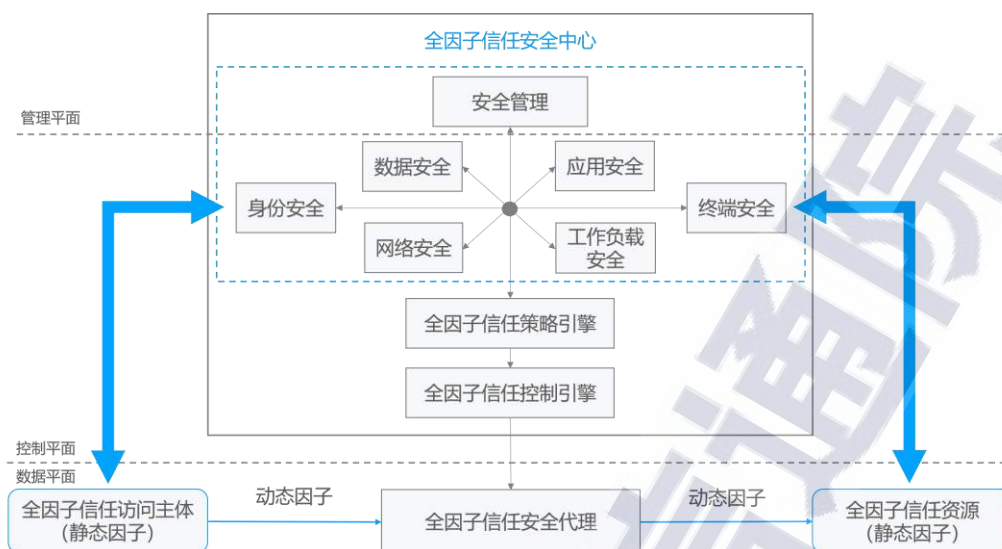 全因子信任安全中心
安全管理
管理平面
数据安全
应用安全
身份安全
终端安全
网络安全
工作负载
安全
全因子信任策略引擎
全因子信任控制引擎
控制平面
数据平面
全因子信任访问主体
（静态因子）
动态因子
全因子信任安全代理
动态因子
全因子信任资源
（静态因子）